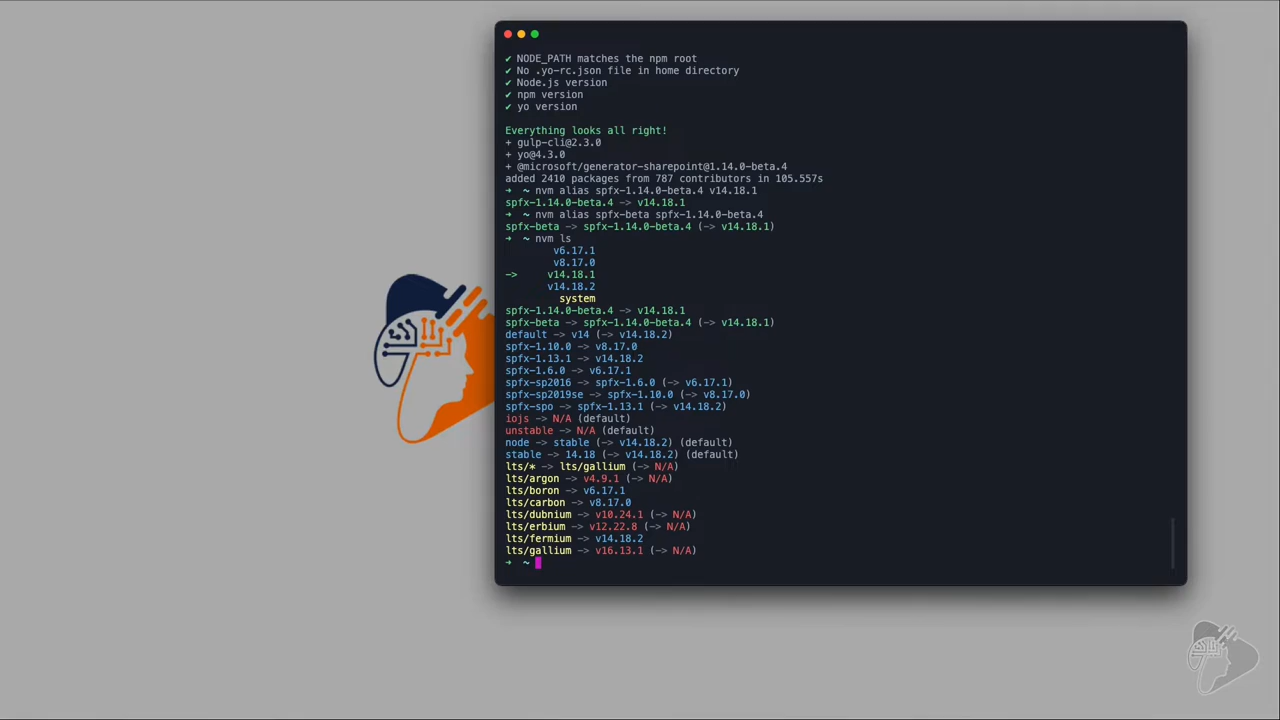 ✔ NODE_PATH matches the npm root
✔ No .yo-rc.json file in home directory
✔ Node.js version
✔ npm version
✔ yo version
Everything looks all right!
+ gulp-cli@2.3.0
+ yo@4.3.0
+ @microsoft/generator-sharepoint@1.14.0-beta.4
added 2410 packages from 787 contributors in 105.557s
➜ ~ nvm alias spfx-1.14.0-beta.4 v14.18.1
spfx-1.14.0-beta.4 -> v14.18.1
➜ ~ nvm alias spfx-beta spfx-1.14.0-beta.4
spfx-beta -> spfx-1.14.0-beta.4 (-> v14.18.1)
➜ ~ nvm ls
v6.17.1
v8.17.0
-> v14.18.1
v14.18.2
system
spfx-1.14.0-beta.4 -> v14.18.1
spfx-beta -> spfx-1.14.0-beta.4 (-> v14.18.1)
default -> v14 (-> v14.18.2)
spfx-1.10.0 -> v8.17.0
spfx-1.13.1 -> v14.18.2
spfx-1.6.0 -> v6.17.1
spfx-sp2016 -> spfx-1.6.0 (-> v6.17.1)
spfx-sp2019se -> spfx-1.10.0 (-> v8.17.0)
spfx-spo -> spfx-1.13.1 (-> v14.18.2)
iojs -> N/A (default)
unstable -> N/A (default)
node -> stable (-> v14.18.2) (default)
stable -> 14.18 (-> v14.18.2) (default)
lts/* -> lts/gallium (-> N/A)
lts/argon -> v4.9.1 (-> N/A)
lts/boron -> v6.17.1
lts/carbon -> v8.17.0
lts/dubnium -> v10.24.1 (-> N/A)
lts/erbium -> v12.22.8 (-> N/A)
lts/fermium -> v14.18.2
lts/gallium -> v16.13.1 (-> N/A)
➜ ~